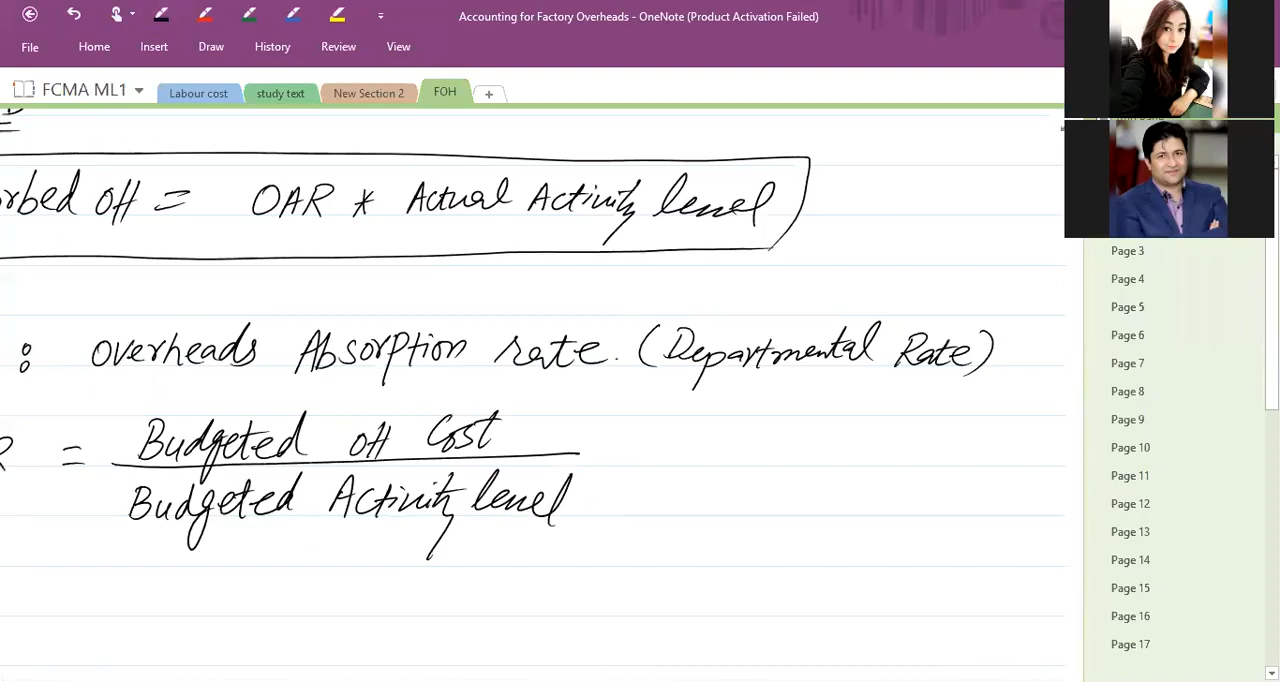 Accounting for Factory Overheads - OneNote (Product Activation Failed)
File Home Insert Draw History Review View
FCMA ML1 Labour cost study text New Section 2 FOH +
orbed OH = OAR * Actual Activity level
: overheads Absorption rate. (Departmental Rate)
R = Budgeted OH Cost
Budgeted Activity level
Page 3
Page 4
Page 5
Page 6
Page 7
Page 8
Page 9
Page 10
Page 11
Page 12
Page 13
Page 14
Page 15
Page 16
Page 17